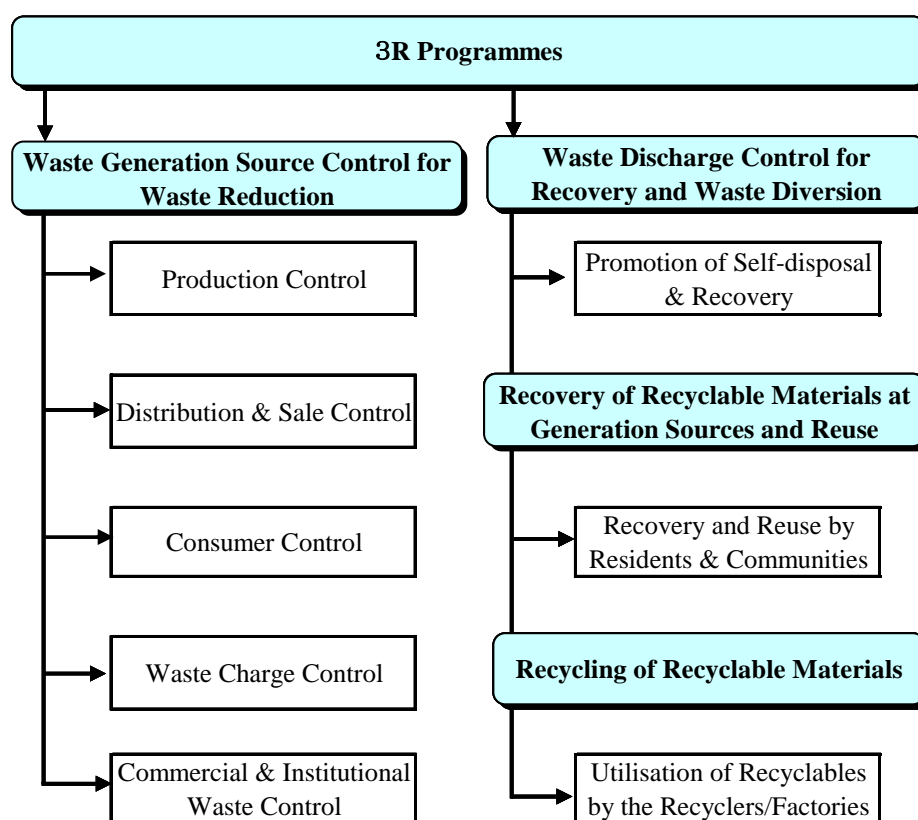 3R Programmes
Waste Generation Source Control for
Waste Reduction
Production Control
Distribution & Sale Control
Consumer Control
Waste Charge Control
Commercial & Institutional
Waste Control
Waste Discharge Control for
Recovery and Waste Diversion
Promotion of Self-disposal
& Recovery
Recovery of Recyclable Materials at
Generation Sources and Reuse
Recovery and Reuse by
Residents & Communities
Recycling of Recyclable Materials
Utilisation of Recyclables
by the Recyclers/Factories